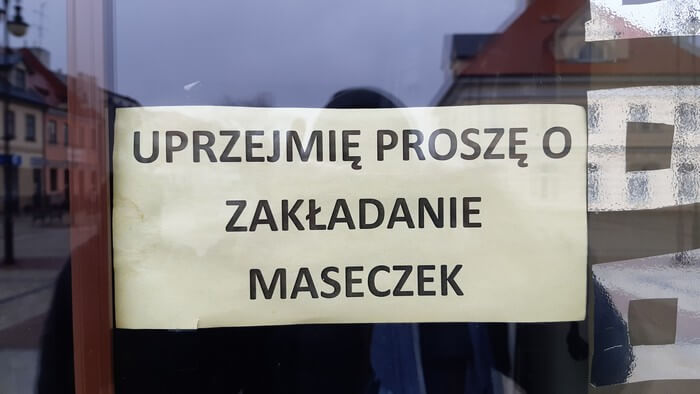 UPRZEJMIĘ PROSZĘ O
ZAKŁADANIE
MASECZEK